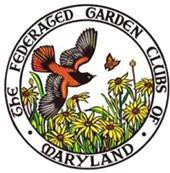 THE FEDERATED GARDEN CLUBS OF
· MARYLAND ·